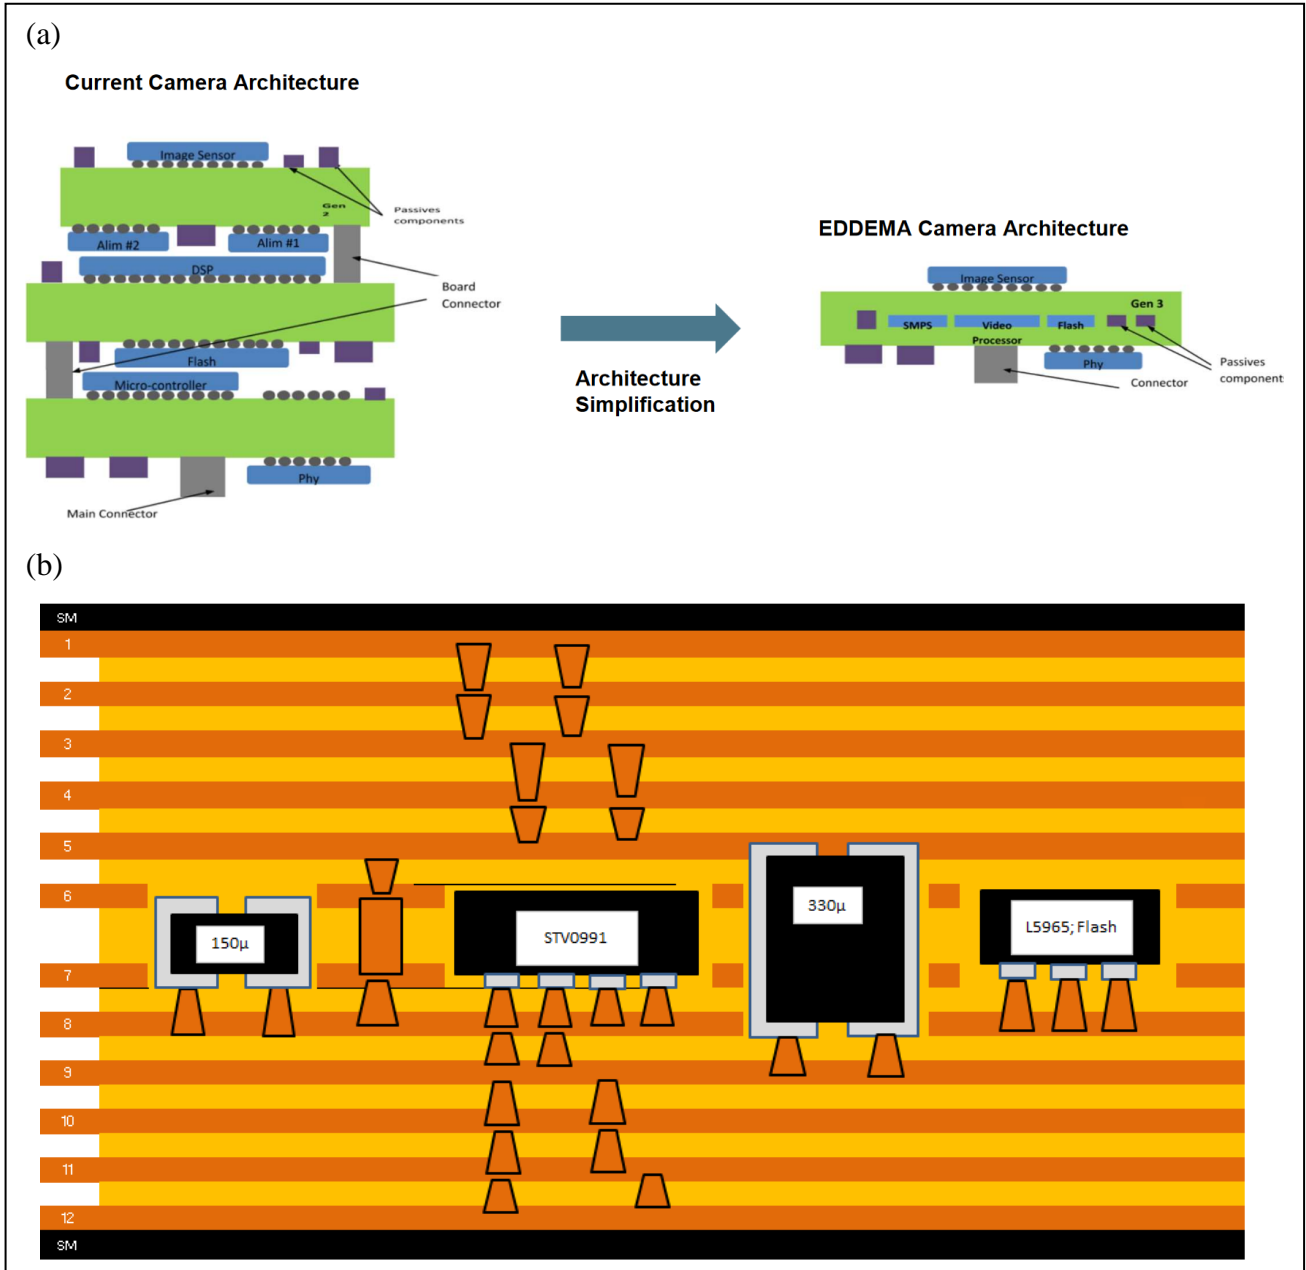 (a)
Current Camera Architecture
Image Sensor
Gen
2
Passives
components
Alim #2
Alim #1
DSP
Board
Connector
Flash
Micro-controller
Phy
Main Connector
Architecture
Simplification
EDDEMA Camera Architecture
Image Sensor
Gen 3
SMPS
Video
Processor
Flash
Phy
Passives
component
Connector
(b)
SM
1
2
3
4
5
6
7
8
9
10
11
12
SM
150µ
STV0991
330µ
L5965; Flash